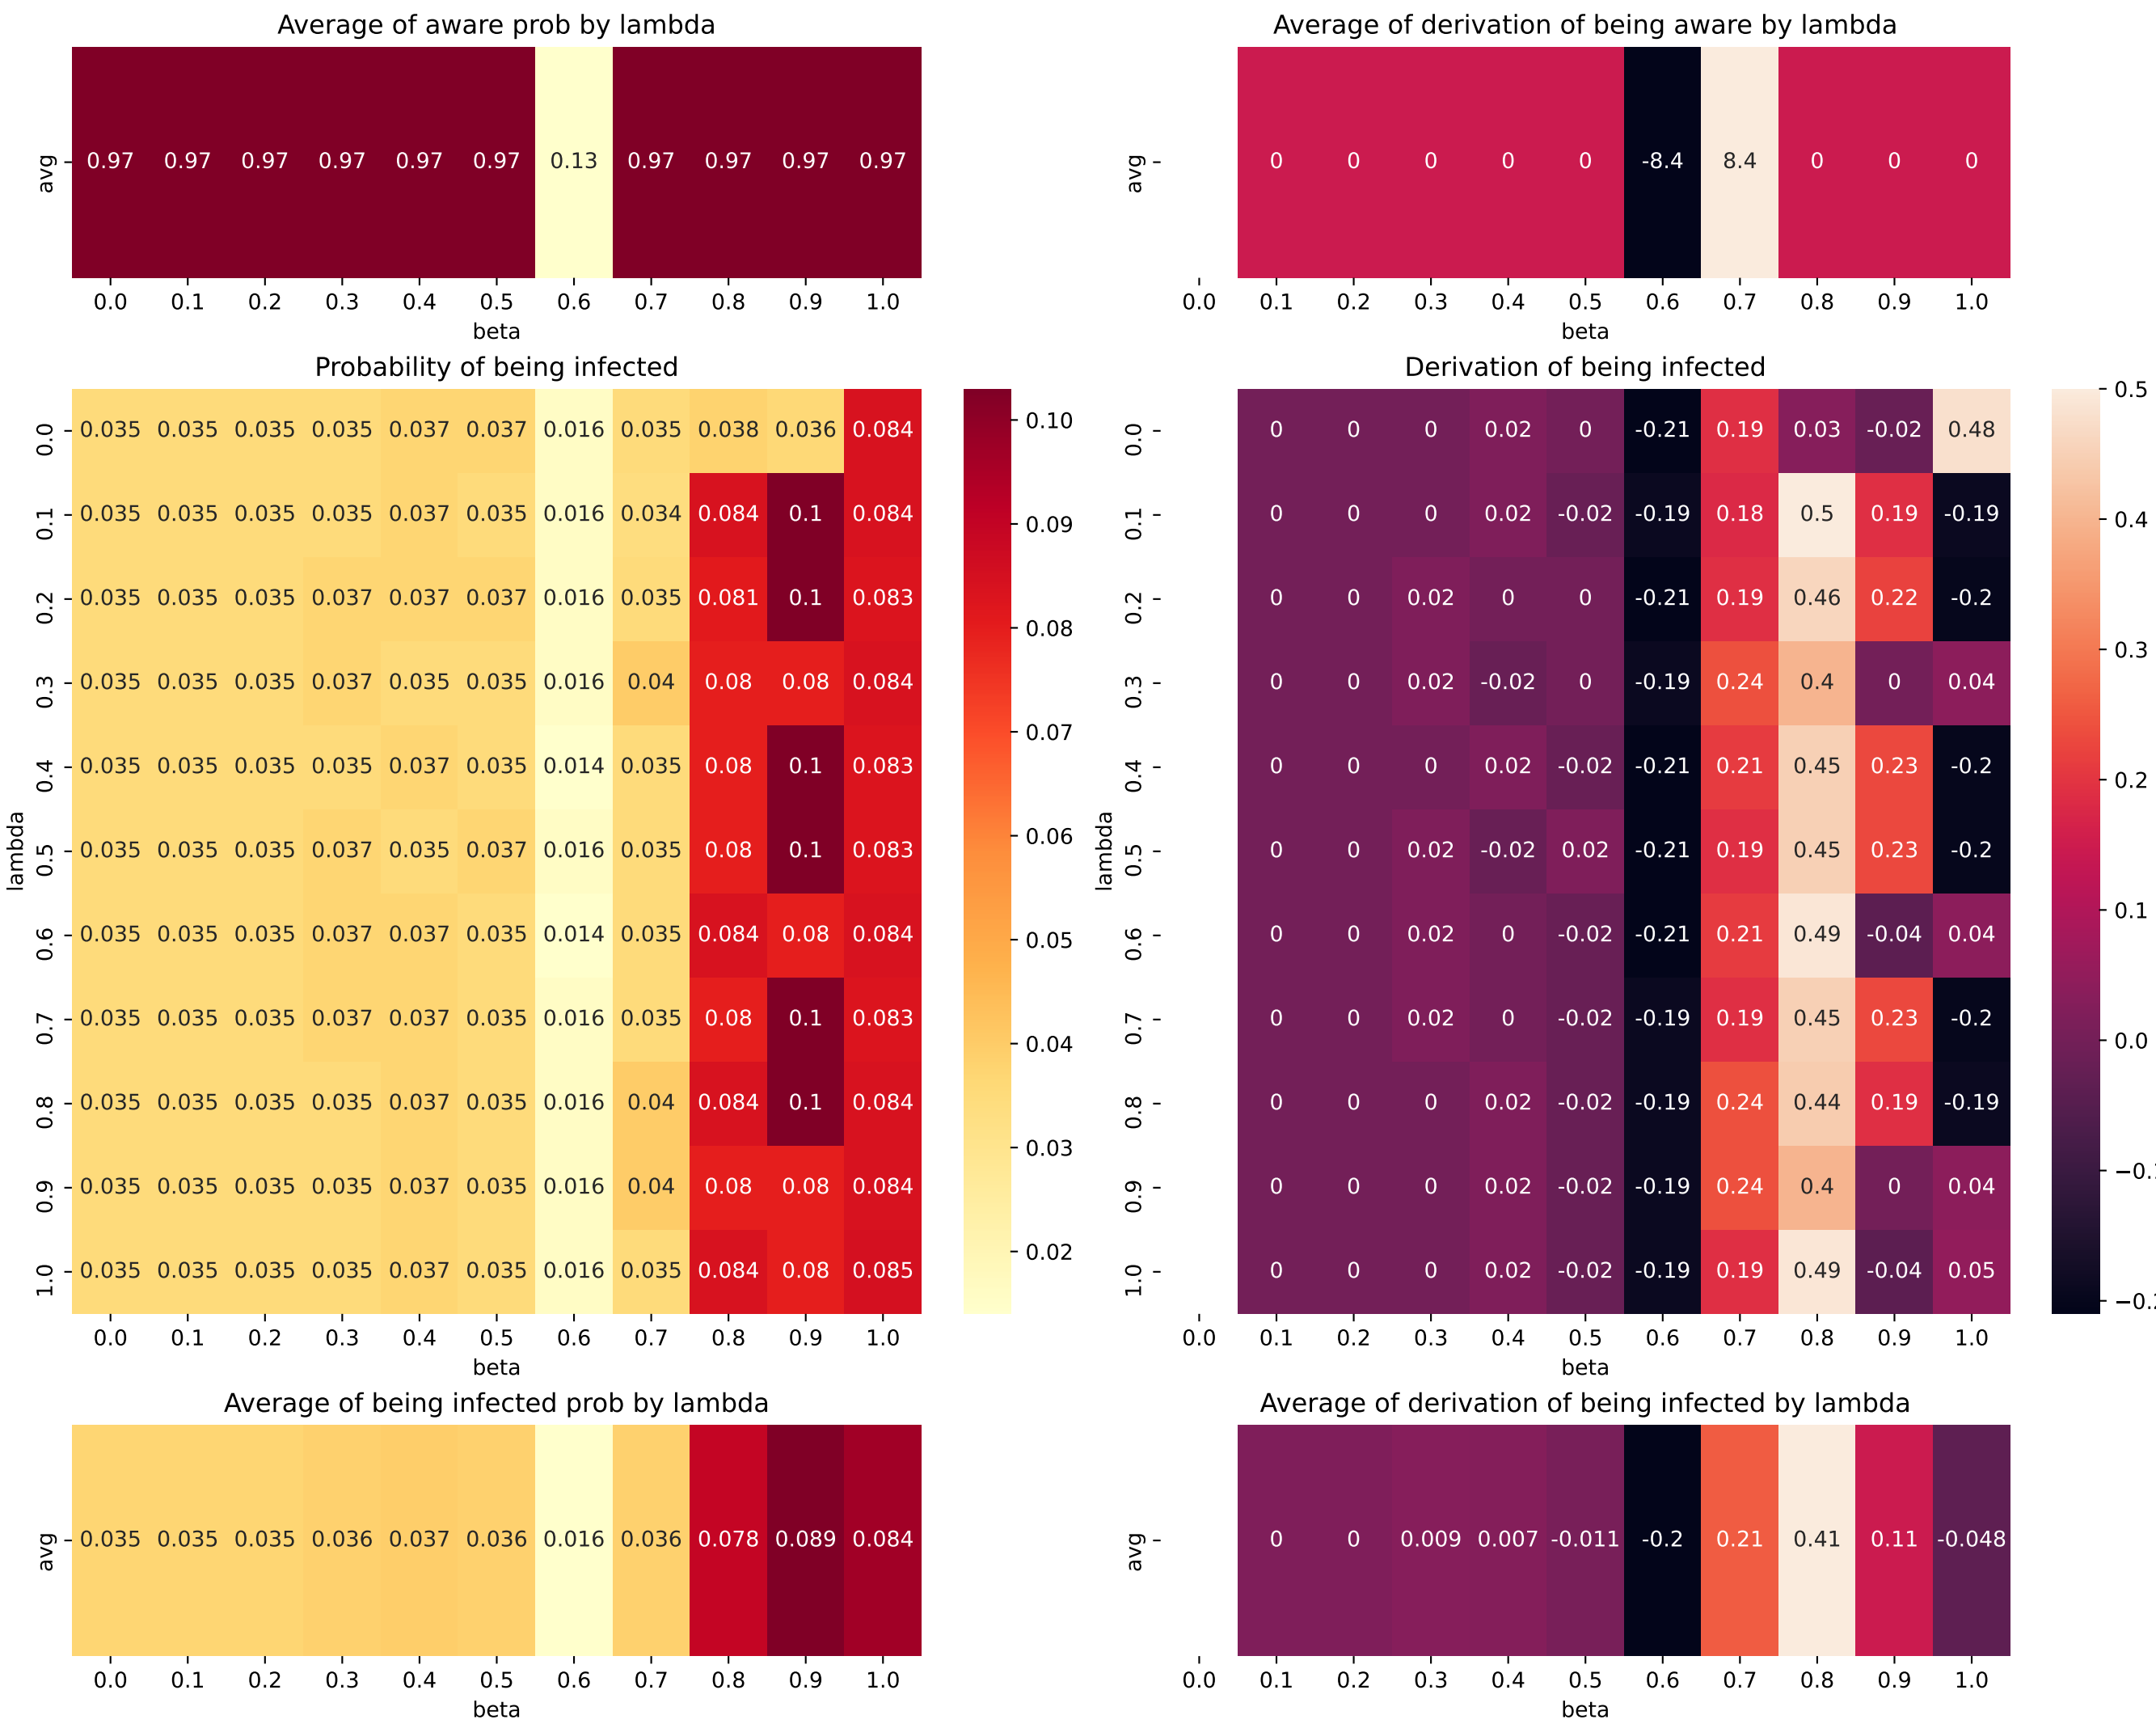 Average of aware prob by lambda
avg
0.97 0.97 0.97 0.97 0.97 0.97 0.13 0.97 0.97 0.97 0.97
0.0 0.1 0.2 0.3 0.4 0.5 0.6 0.7 0.8 0.9 1.0
beta
Average of derivation of being aware by lambda
avg
0 0 0 0 0 -8.4 8.4 0 0 0
0.0 0.1 0.2 0.3 0.4 0.5 0.6 0.7 0.8 0.9 1.0
beta
Probability of being infected
lambda
0.0 0.035 0.035 0.035 0.035 0.037 0.037 0.016 0.035 0.038 0.036 0.084
0.1 0.035 0.035 0.035 0.035 0.037 0.035 0.016 0.034 0.084 0.1 0.084
0.2 0.035 0.035 0.035 0.037 0.037 0.037 0.016 0.035 0.081 0.1 0.083
0.3 0.035 0.035 0.035 0.037 0.035 0.035 0.016 0.04 0.08 0.08 0.084
0.4 0.035 0.035 0.035 0.035 0.037 0.035 0.014 0.035 0.08 0.1 0.083
0.5 0.035 0.035 0.035 0.037 0.035 0.037 0.016 0.035 0.08 0.1 0.083
0.6 0.035 0.035 0.035 0.037 0.037 0.035 0.014 0.035 0.084 0.08 0.084
0.7 0.035 0.035 0.035 0.037 0.037 0.035 0.016 0.035 0.08 0.1 0.083
0.8 0.035 0.035 0.035 0.035 0.037 0.035 0.016 0.04 0.084 0.1 0.084
0.9 0.035 0.035 0.035 0.035 0.037 0.035 0.016 0.04 0.08 0.08 0.084
1.0 0.035 0.035 0.035 0.035 0.037 0.035 0.016 0.035 0.084 0.08 0.085
0.0 0.1 0.2 0.3 0.4 0.5 0.6 0.7 0.8 0.9 1.0
beta
0.10
0.09
0.08
0.07
0.06
0.05
0.04
0.03
0.02
Derivation of being infected
lambda
0.0 0 0 0 0.02 0 -0.21 0.19 0.03 -0.02 0.48
0.1 0 0 0 0.02 -0.02 -0.19 0.18 0.5 0.19 -0.19
0.2 0 0 0.02 0 0 -0.21 0.19 0.46 0.22 -0.2
0.3 0 0 0.02 -0.02 0 -0.19 0.24 0.4 0 0.04
0.4 0 0 0 0.02 -0.02 -0.21 0.21 0.45 0.23 -0.2
0.5 0 0 0.02 -0.02 0.02 -0.21 0.19 0.45 0.23 -0.2
0.6 0 0 0.02 0 -0.02 -0.21 0.21 0.49 -0.04 0.04
0.7 0 0 0.02 0 -0.02 -0.19 0.19 0.45 0.23 -0.2
0.8 0 0 0 0.02 -0.02 -0.19 0.24 0.44 0.19 -0.19
0.9 0 0 0 0.02 -0.02 -0.19 0.24 0.4 0 0.04
1.0 0 0 0 0.02 -0.02 -0.19 0.19 0.49 -0.04 0.05
0.0 0.1 0.2 0.3 0.4 0.5 0.6 0.7 0.8 0.9 1.0
beta
0.5
0.4
0.3
0.2
0.1
0.0
Average of being infected prob by lambda
avg
0.035 0.035 0.035 0.036 0.037 0.036 0.016 0.036 0.078 0.089 0.084
0.0 0.1 0.2 0.3 0.4 0.5 0.6 0.7 0.8 0.9 1.0
beta
Average of derivation of being infected by lambda
avg
0 0 0.009 0.007 -0.011 -0.2 0.21 0.41 0.11 -0.048
0.0 0.1 0.2 0.3 0.4 0.5 0.6 0.7 0.8 0.9 1.0
beta